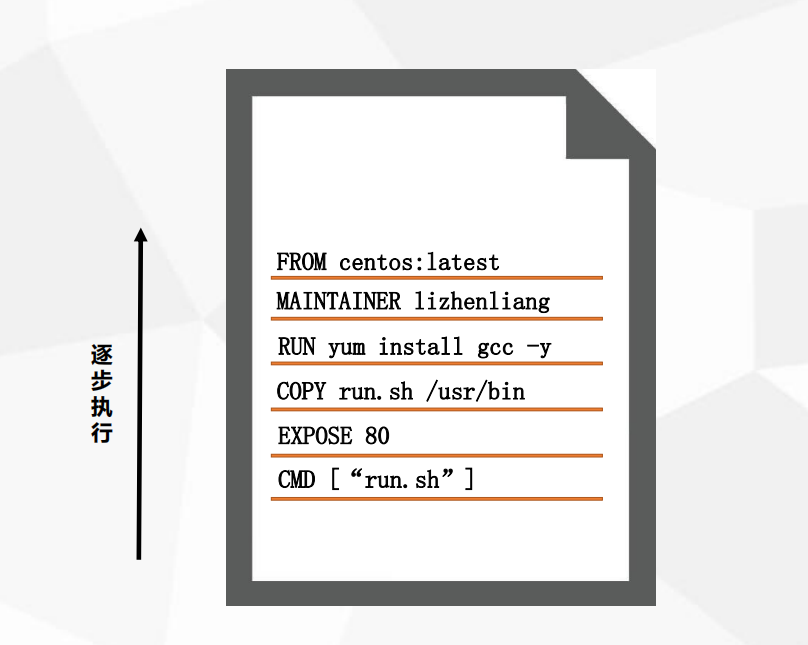 FROM centos:latest
MAINTAINER lizhenliang
RUN yum install gcc -y
COPY run.sh /usr/bin
EXPOSE 80
CMD [“run.sh”]
逐步执行